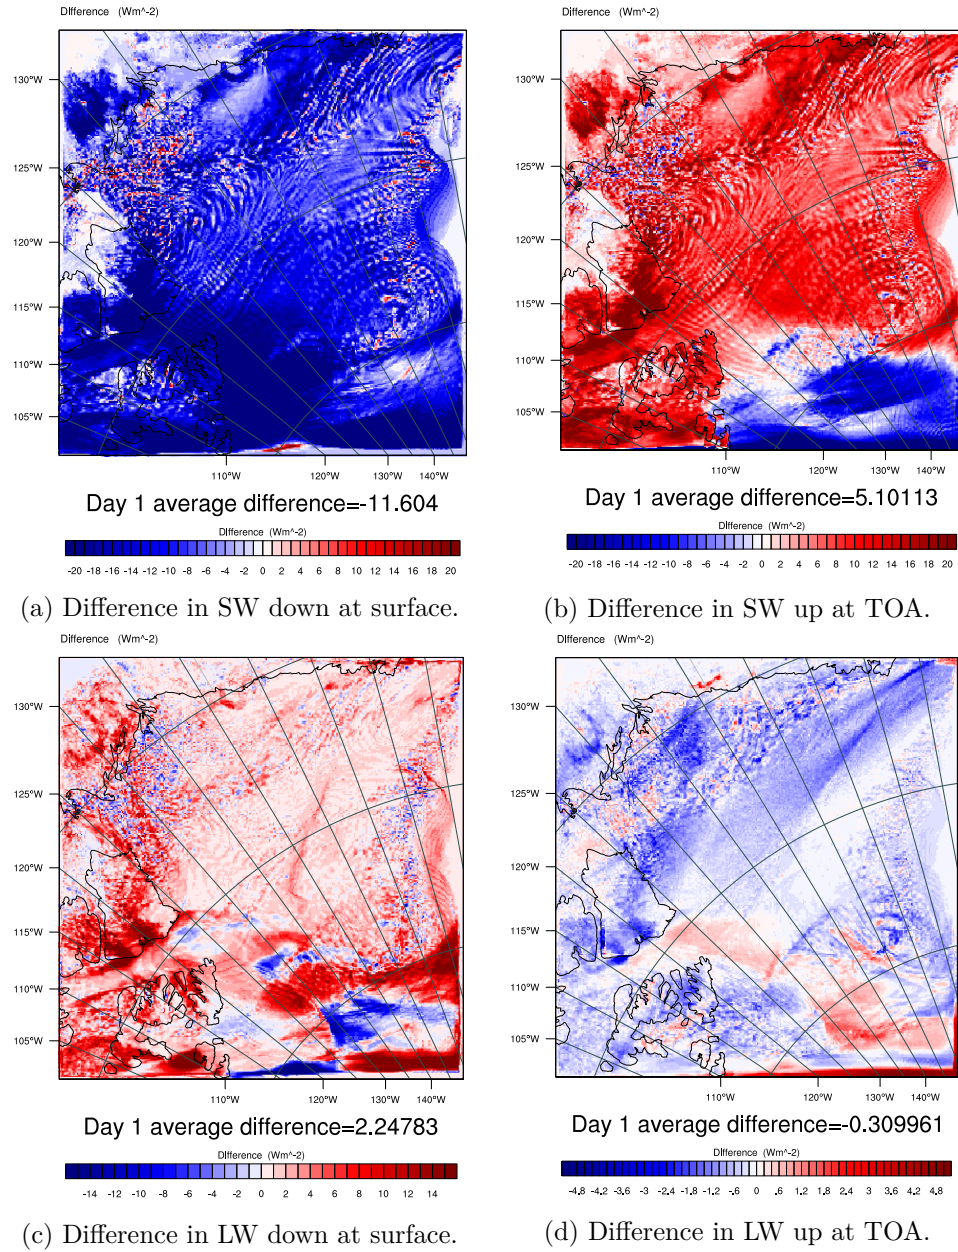 DIfference (Wm^-2)
DIfference (Wm^-2)
130°W
125°W
120°W
115°W
110°W
105°W
110°W 120°W 130°W 140°W
130°W
125°W
120°W
115°W
110°W
105°W
110°W 120°W 130°W 140°W
Day 1 average difference=-11.604
Day 1 average difference=5.10113
DIfference (Wm^-2)
-20 -18 -16 -14 -12 -10 -8 -6 -4 -2 0 2 4 6 8 10 12 14 16 18 20
DIfference (Wm^-2)
-20 -18 -16 -14 -12 -10 -8 -6 -4 -2 0 2 4 6 8 10 12 14 16 18 20
(a) Difference in SW down at surface.
(b) Difference in SW up at TOA.
DIfference (Wm^-2)
DIfference (Wm^-2)
130°W
125°W
120°W
115°W
110°W
105°W
110°W 120°W 130°W 140°W
130°W
125°W
120°W
115°W
110°W
105°W
110°W 120°W 130°W 140°W
Day 1 average difference=2.24783
Day 1 average difference=-0.309961
DIfference (Wm^-2)
-14 -12 -10 -8 -6 -4 -2 0 2 4 6 8 10 12 14
DIfference (Wm^-2)
-4.8 -4.2 -3.6 -3 -2.4 -1.8 -1.2 -.6 0 .6 1.2 1.8 2.4 3 3.6 4.2 4.8
(c) Difference in LW down at surface.
(d) Difference in LW up at TOA.